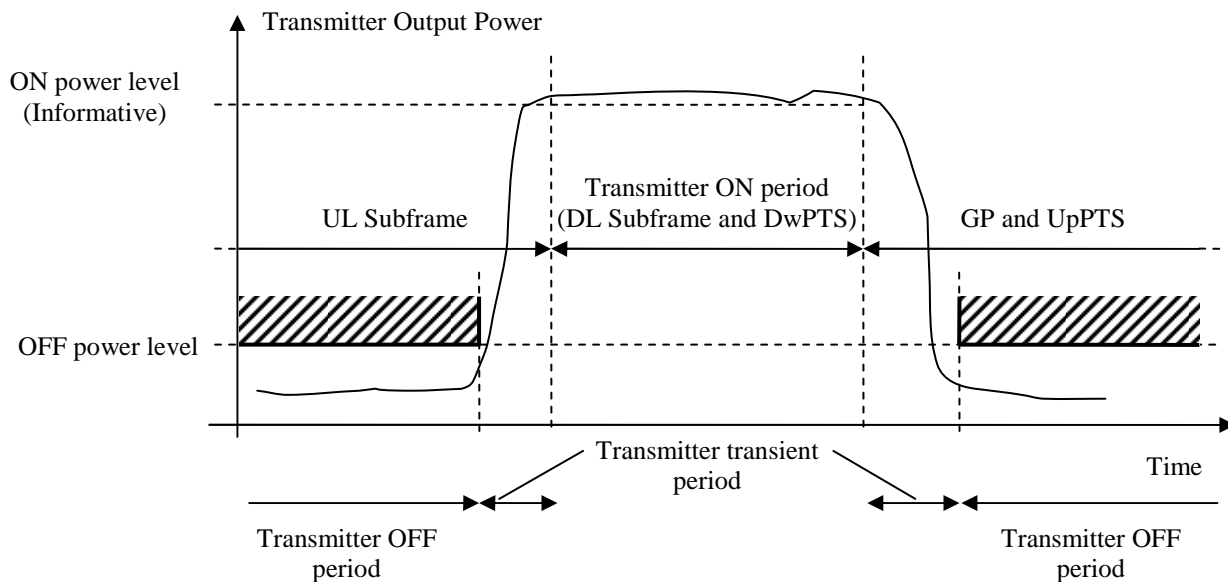 Transmitter Output Power
ON power level
(Informative)
Transmitter ON period
(DL Subframe and DwPTS)
UL Subframe
GP and UpPTS
OFF power level
Transmitter transient
period
Time
Transmitter OFF
period
Transmitter OFF
period